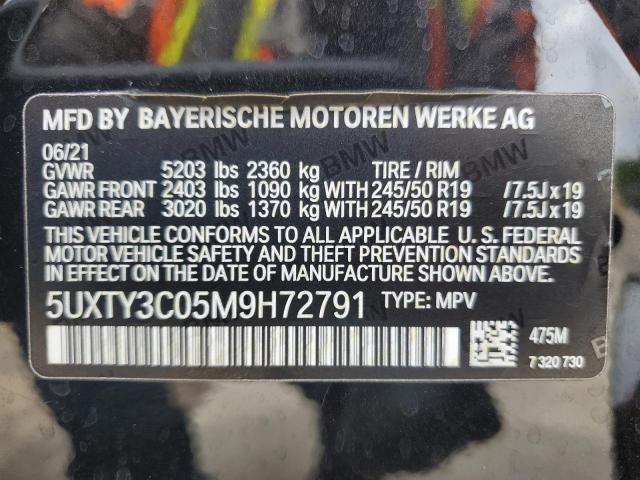 MFD BY BAYERISCHE MOTOREN WERKE AG
06/21
GVWR 5203 lbs 2360 kg TIRE / RIM
GAWR FRONT 2403 lbs 1090 kg WITH 245/50 R19 /7.5J x 19
GAWR REAR 3020 lbs 1370 kg WITH 245/50 R19 /7.5J x 19
THIS VEHICLE CONFORMS TO ALL APPLICABLE U. S. FEDERAL
MOTOR VEHICLE SAFETY AND THEFT PREVENTION STANDARDS
IN EFFECT ON THE DATE OF MANUFACTURE SHOWN ABOVE.
5UXTY3C05M9H72791 TYPE: MPV
475M
7 320 730